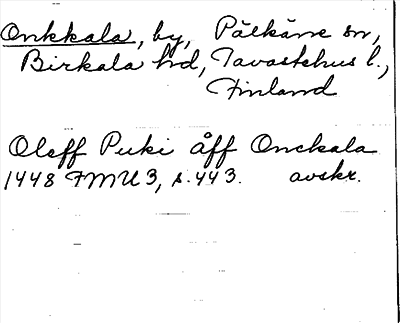 Onkkala, by, Pälkäne sn,
Birkala hd, Tavastehus l.,
Finland
Oleff Puki åff Onckala
1448 FMU 3, s. 443. avskr.